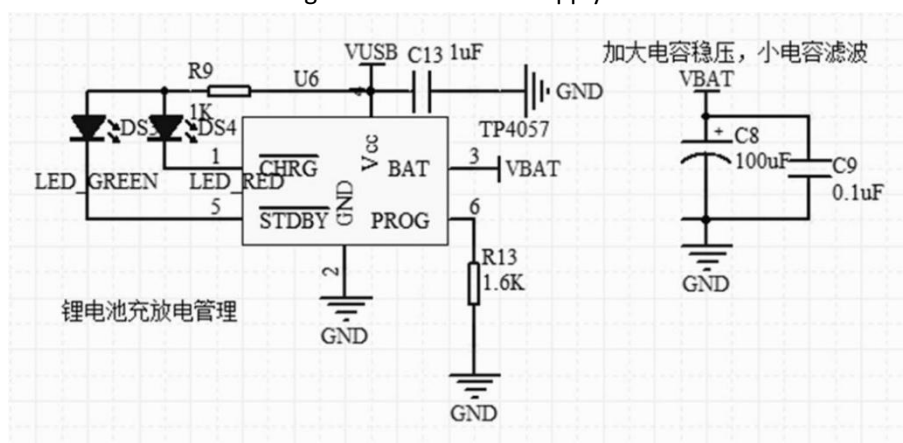 VUSB
C13 1uF
R9
1K
U6
GND
TP4057
DS
DS4
LED_GREEN
LED_RED
1
CHRG
5
STDBY
4
Vcc
GND
BAT
PROG
3
VBAT
6
R13
1.6K
2
GND
GND
锂电池充放电管理
加大电容稳压，小电容滤波
VBAT
+
C8
100uF
C9
0.1uF
GND